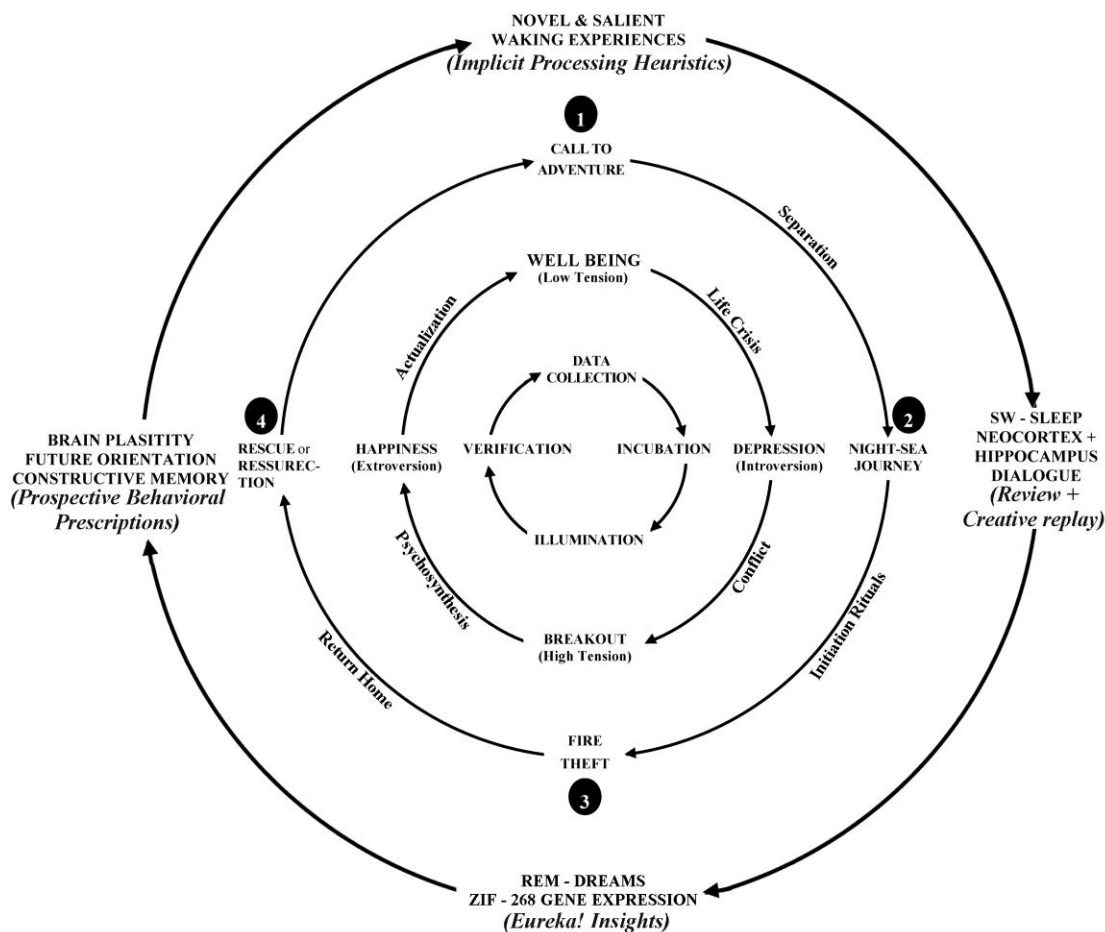 NOVEL & SALIENT
WAKING EXPERIENCES
(Implicit Processing Heuristics)
1
CALL TO
ADVENTURE
Separation
WELL BEING
(Low Tension)
Life Crisis
Actualization
DATA
COLLECTION
4
2
BRAIN PLASITITY
FUTURE ORIENTATION
CONSTRUCTIVE MEMORY
(Prospective Behavioral
Prescriptions)
RESCUE or
RESSUREC-
TION
HAPPINESS
(Extroversion)
VERIFICATION
INCUBATION
DEPRESSION
(Introversion)
NIGHT-SEA
JOURNEY
SW - SLEEP
NEOCORTEX +
HIPPOCAMPUS
DIALOGUE
(Review +
Creative replay)
ILLUMINATION
Psychosynthesis
Conflict
BREAKOUT
(High Tension)
Initiation Rituals
Return Home
FIRE
THEFT
3
REM - DREAMS
ZIF - 268 GENE EXPRESSION
(Eureka! Insights)